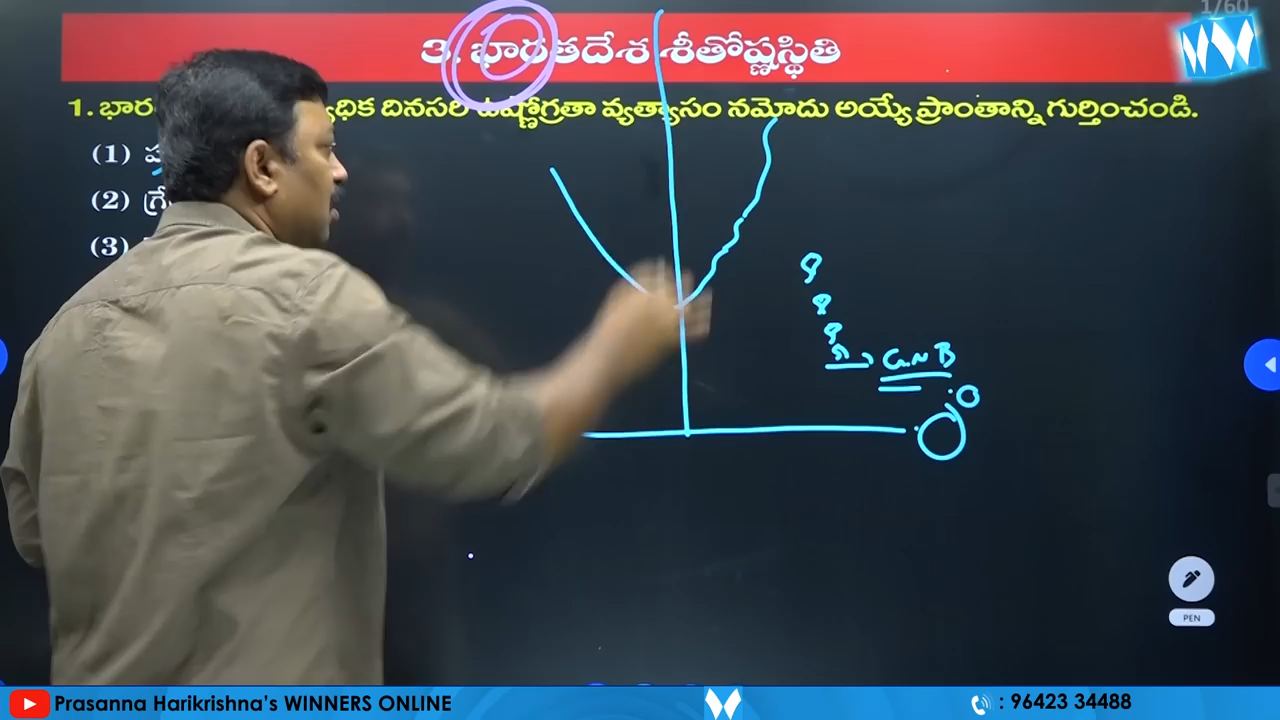 1/60
3. భారతదేశ శీతోష్ణస్థితి
1. దినసరి ఉష్ణోగ్రతా వ్యత్యాసం నమోదు అయ్యే ప్రాంతాన్ని గుర్తించండి.
(1)
(2)
(3)
G.N.B
PEN
Prasanna Harikrishna's WINNERS ONLINE
: 96423 34488